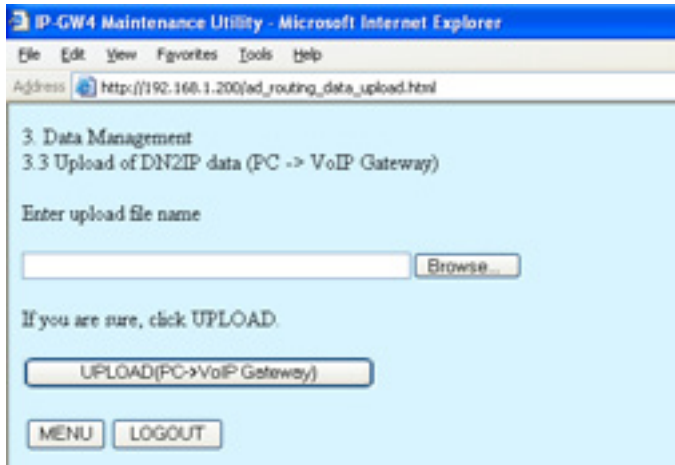 IP-GW4 Maintenance Utility - Microsoft Internet Explorer
File Edit View Favorites Tools Help
Address http://192.168.1.200/ad_routing_data_upload.html
3. Data Management
3.3 Upload of DN2IP data (PC -> VoIP Gateway)
Enter upload file name
Browse...
If you are sure, click UPLOAD.
UPLOAD(PC->VoIP Gateway)
MENU LOGOUT